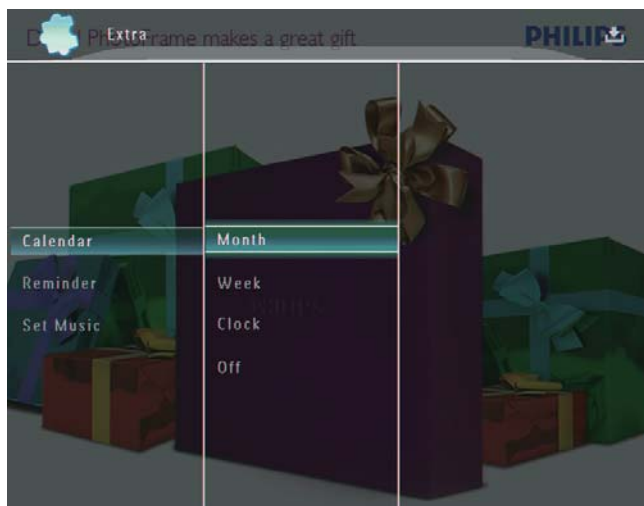 Extra
D PhotoFrame makes a great gift
PHILIPS
Calendar
Month
Reminder
Week
Set Music
Clock
Off